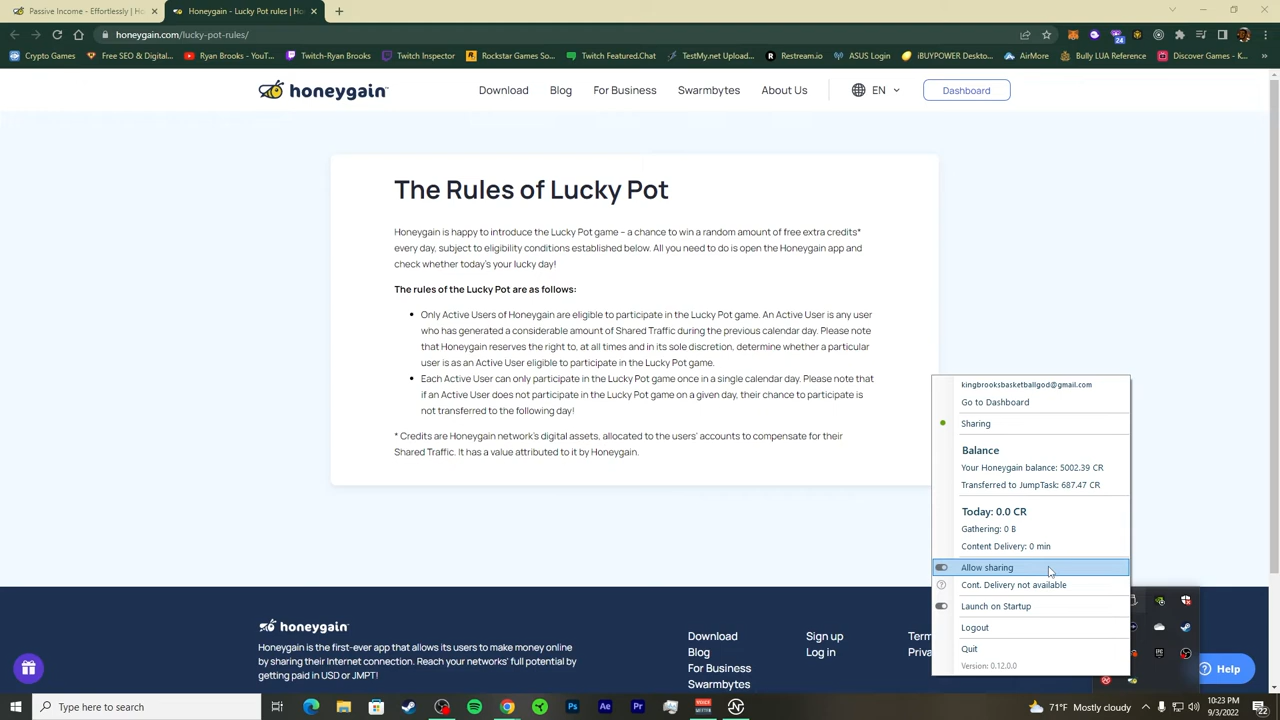 Passive Income - Effortlessly | Ho
Honeygain - Lucky Pot rules | Hon
honeygain.com/lucky-pot-rules/
24
Crypto Games
Free SEO & Digital...
Ryan Brooks - YouT...
Twitch-Ryan Brooks
Twitch Inspector
Rockstar Games Soc...
Twitch Featured.Chat
TestMy.net Upload...
Restream.io
ASUS Login
iBUYPOWER Deskto...
AirMore
Bully LUA Reference
Discover Games - K...
honeygain
Download
Blog
For Business
Swarmbytes
About Us
EN
Dashboard
The Rules of Lucky Pot
Honeygain is happy to introduce the Lucky Pot game – a chance to win a random amount of free extra credits*
every day, subject to eligibility conditions established below. All you need to do is open the Honeygain app and
check whether today's your lucky day!
The rules of the Lucky Pot are as follows:
Only Active Users of Honeygain are eligible to participate in the Lucky Pot game. An Active User is any user
who has generated a considerable amount of Shared Traffic during the previous calendar day. Please note
that Honeygain reserves the right to, at all times and in its sole discretion, determine whether a particular
user is as an Active User eligible to participate in the Lucky Pot game.
Each Active User can only participate in the Lucky Pot game once in a single calendar day. Please note that
if an Active User does not participate in the Lucky Pot game on a given day, their chance to participate is
not transferred to the following day!
* Credits are Honeygain network's digital assets, allocated to the users' accounts to compensate for their
Shared Traffic. It has a value attributed to it by Honeygain.
kingbrooksbasketballgod@gmail.com
Go to Dashboard
Sharing
Balance
Your Honeygain balance: 5002.39 CR
Transferred to JumpTask: 687.47 CR
Today: 0.0 CR
Gathering: 0 B
Content Delivery: 0 min
Allow sharing
Cont. Delivery not available
Launch on Startup
Logout
Quit
Version: 0.12.0.0
honeygain
Honeygain is the first-ever app that allows its users to make money online
by sharing their Internet connection. Reach your networks' full potential by
getting paid in USD or JMPT!
Download
Blog
For Business
Swarmbytes
Sign up
Log in
Term
Priva
Help
Type here to search
Ps
Ae
Pr
71°F Mostly cloudy
10:23 PM
9/3/2022